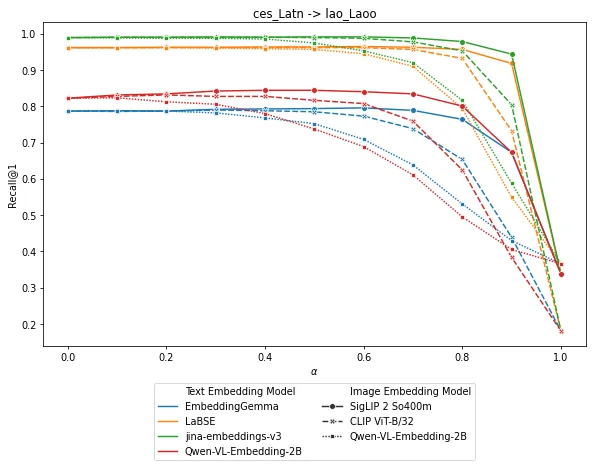 ces_Latn -> lao_Laoo
Recall@1
1.0
0.9
0.8
0.7
0.6
0.5
0.4
0.3
0.2
0.0 0.2 0.4 0.6 0.8 1.0
α
Text Embedding Model
EmbeddingGemma
LaBSE
jina-embeddings-v3
Qwen-VL-Embedding-2B
Image Embedding Model
SigLIP 2 So400m
CLIP ViT-B/32
Qwen-VL-Embedding-2B